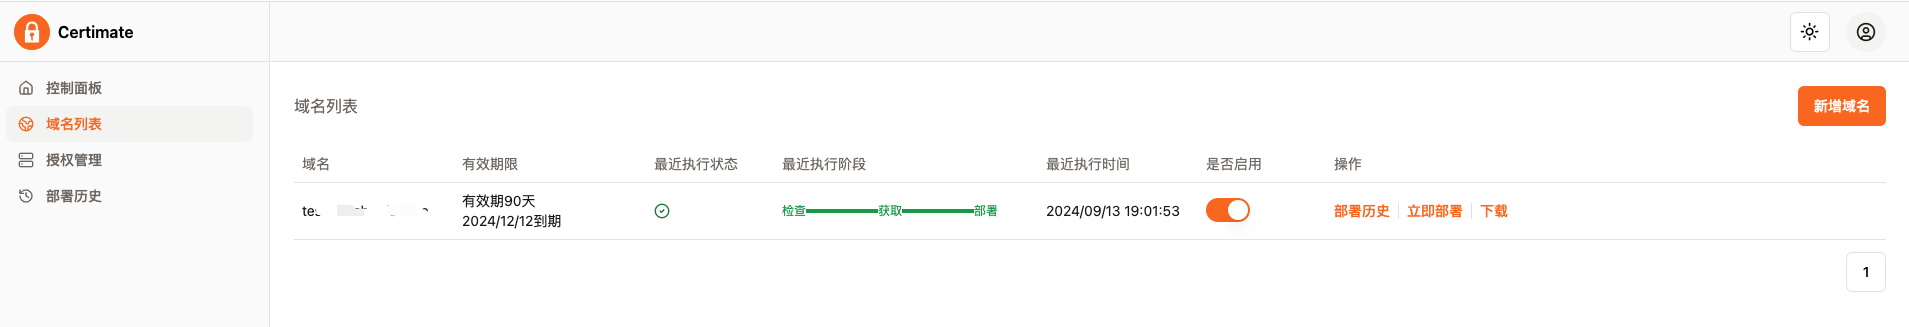 Certimate
控制面板
域名列表
授权管理
部署历史
域名列表
新增域名
域名 有效期限 最近执行状态 最近执行阶段 最近执行时间 是否启用 操作
有效期90天
2024/12/12到期
检查 获取 部署 2024/09/13 19:01:53 部署历史 立即部署 下载
1